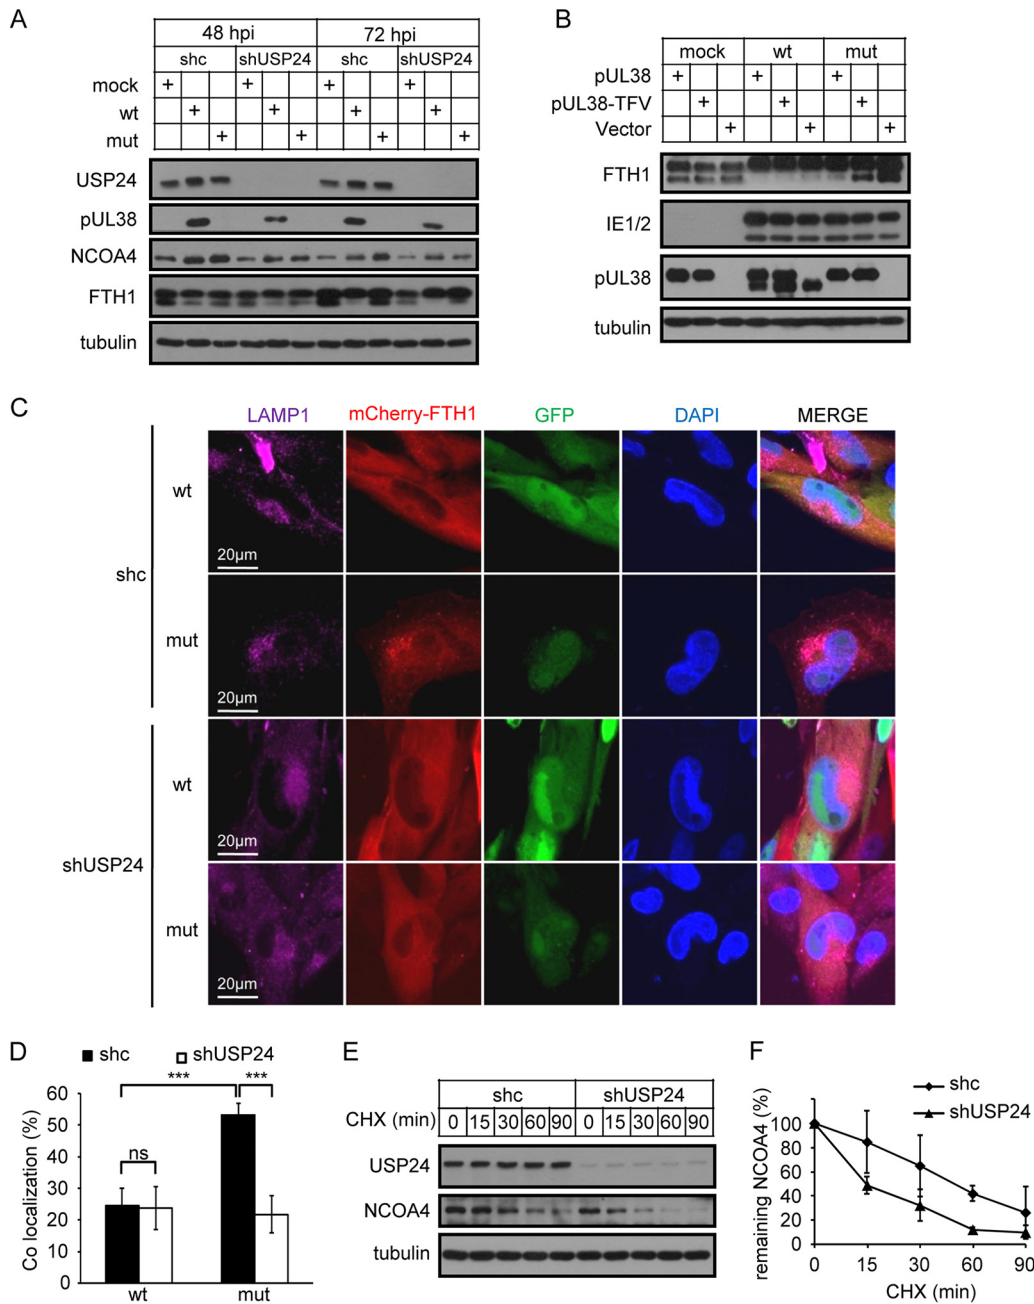 A
48 hpi 72 hpi
shc shUSP24 shc shUSP24
mock + + + +
wt + + + +
mut + + + +
USP24
pUL38
NCOA4
FTH1
tubulin
B
mock wt mut
pUL38 + + +
pUL38-TFV + + +
Vector + + +
FTH1
IE1/2
pUL38
tubulin
C
LAMP1 mCherry-FTH1 GFP DAPI MERGE
shc
wt
20µm
mut
20µm
shUSP24
wt
20µm
mut
20µm
D
shc shUSP24
Co localization (%)
60
50
40
30
20
10
0
ns
***
***
wt mut
E
shc shUSP24
CHX (min) 0 15 30 60 90 0 15 30 60 90
USP24
NCOA4
tubulin
F
shc
shUSP24
remaining NCOA4 (%)
100
80
60
40
20
0
0 15 30 60 90
CHX (min)